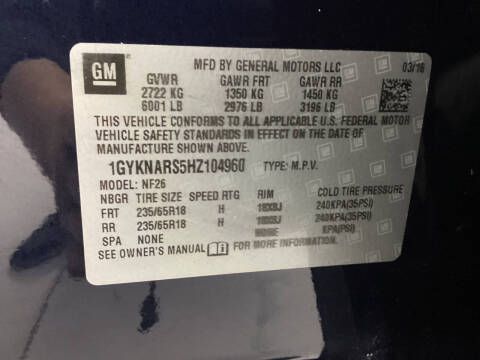 GM
MFD BY GENERAL MOTORS LLC 03/16
GVWR GAWR FRT GAWR RR
2722 KG 1350 KG 1450 KG
6001 LB 2976 LB 3196 LB
THIS VEHICLE CONFORMS TO ALL APPLICABLE U.S. FEDERAL MOTOR
VEHICLE SAFETY STANDARDS IN EFFECT ON THE DATE OF
MANUFACTURE SHOWN ABOVE.
1GYKNARS5HZ104960 TYPE: M.P.V.
MODEL: NF26
NBGR TIRE SIZE SPEED RTG RIM COLD TIRE PRESSURE
FRT 235/65R18 H 18X8J 240KPA(35PSI)
RR 235/65R18 H 18X8J 240KPA(35PSI)
SPA NONE NONE KPA(PSI)
SEE OWNER'S MANUAL FOR MORE INFORMATION